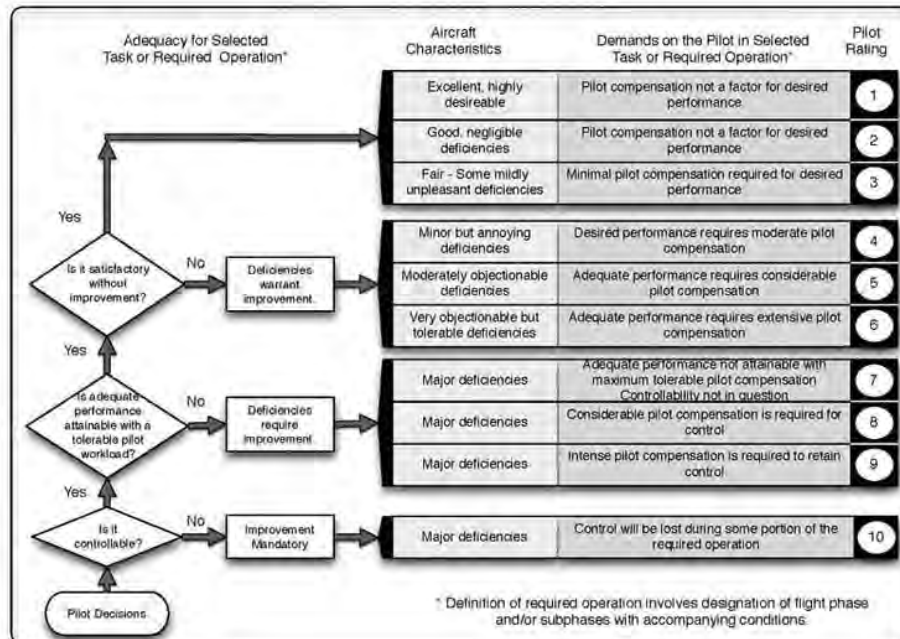 Adequacy for Selected
Task or Required Operation*
Aircraft
Characteristics
Demands on the Pilot in Selected
Task or Required Operation*
Pilot
Rating
Excellent, highly
desireable
Pilot compensation not a factor for desired
performance
1
Good, negligible
deficiencies
Pilot compensation not a factor for desired
performance
2
Fair - Some mildly
unpleasant deficiencies
Minimal pilot compensation required for desired
performance
3
Yes
Is it satisfactory
without
improvement?
No
Deficiencies
warrant
improvement.
Minor but annoying
deficiencies
Desired performance requires moderate pilot
compensation
4
Moderately objectionable
deficiencies
Adequate performance requires considerable
pilot compensation
5
Very objectionable but
tolerable deficiencies
Adequate performance requires extensive pilot
compensation
6
Yes
Is adequate
performance
attainable with a
tolerable pilot
workload?
No
Deficiencies
require
improvement.
Major deficiencies
Adequate performance not attainable with
maximum tolerable pilot compensation
Controllability not in question
7
Major deficiencies
Considerable pilot compensation is required for
control
8
Major deficiencies
Intense pilot compensation is required to retain
control
9
Yes
Is it
controllable?
No
Improvement
Mandatory
Major deficiencies
Control will be lost during some portion of the
required operation
10
Pilot Decisions
* Definition of required operation involves designation of flight phase
and/or subphases with accompanying conditions.